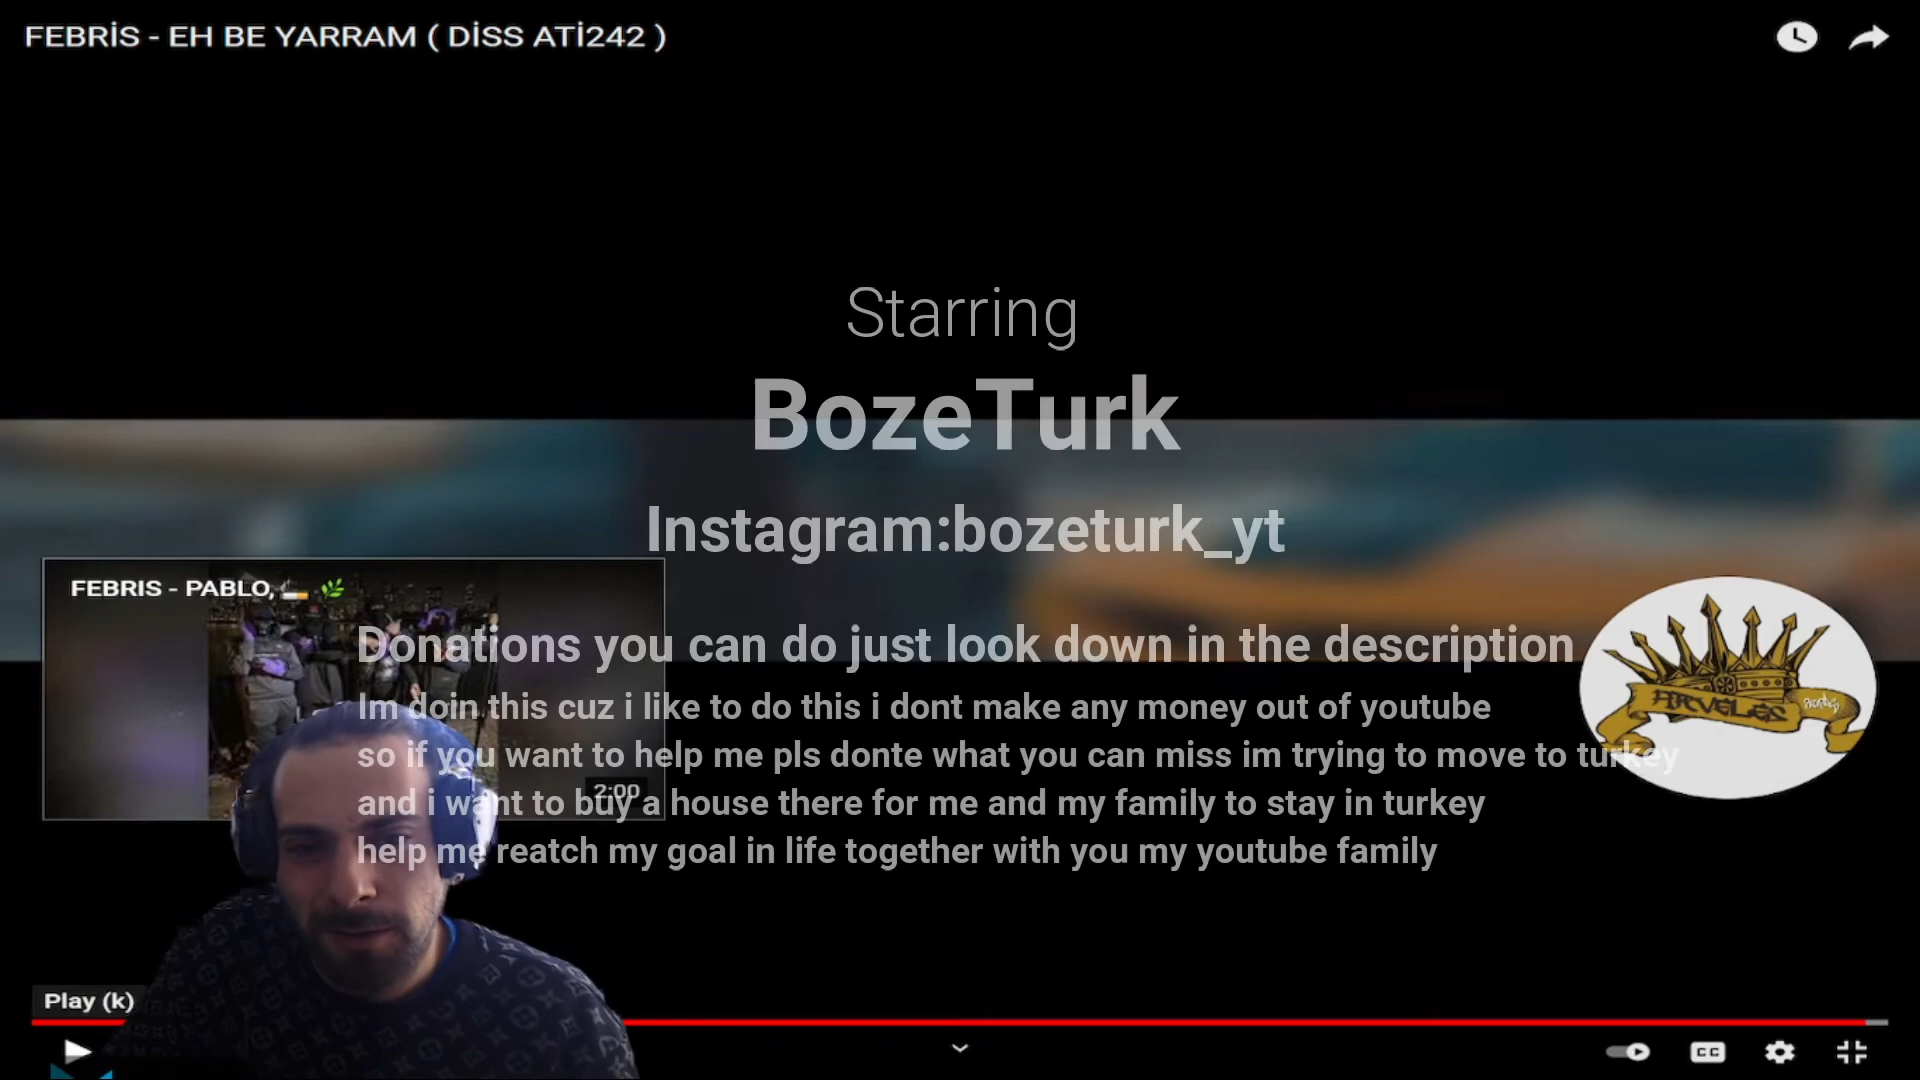 FEBRİS - EH BE YARRAM ( DİSS ATİ242 )
Starring
BozeTurk
Instagram:bozeturk_yt
FEBRIS - PABLO,
Donations you can do just look down in the description
Im doin this cuz i like to do this i dont make any money out of youtube
so if you want to help me pls donte what you can miss im trying to move to turkey
2:00
and i want to buy a house there for me and my family to stay in turkey
help me reatch my goal in life together with you my youtube family
Play (k)
CC